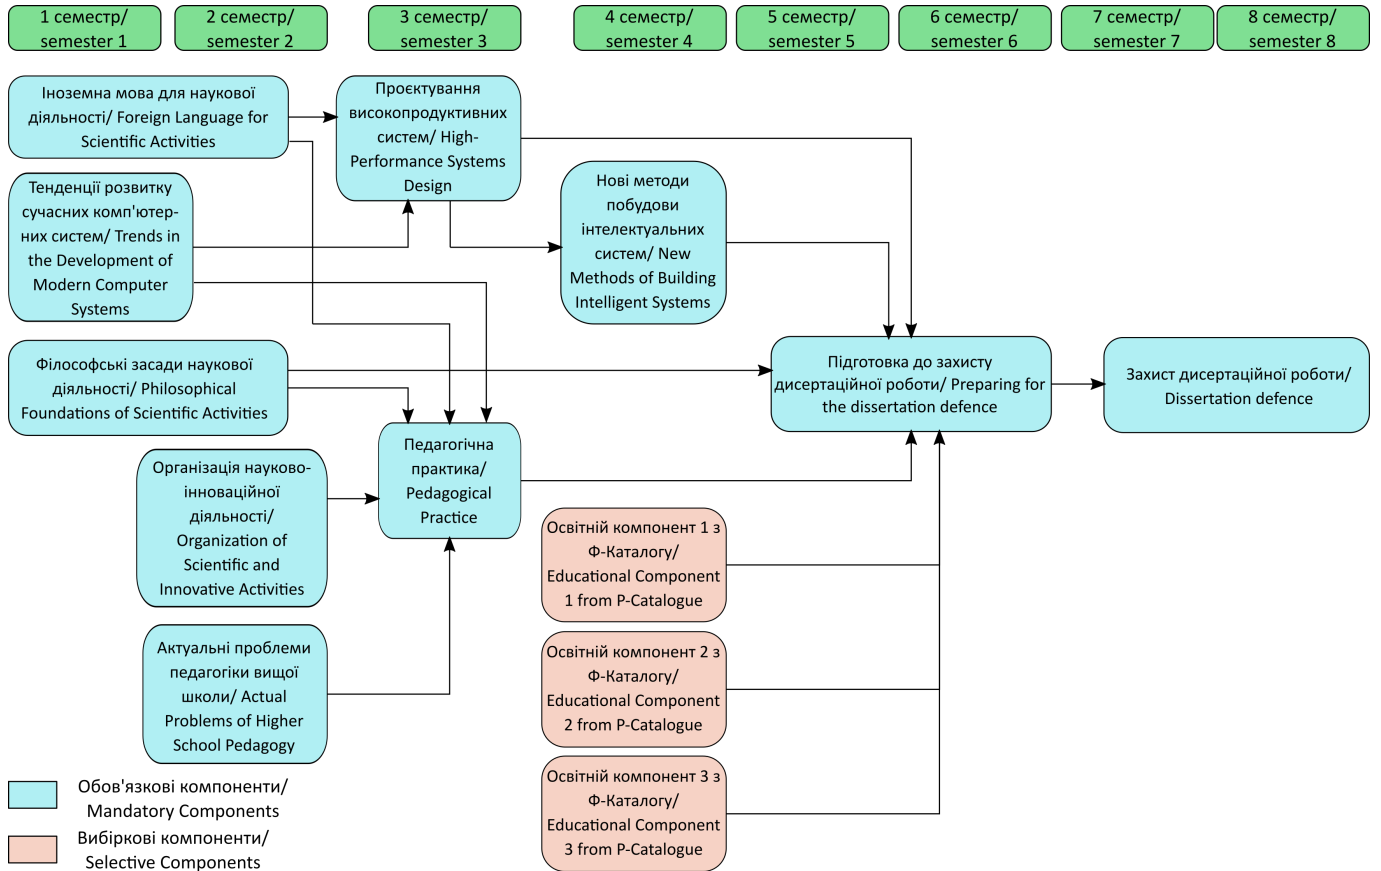 1 семестр/
semester 1
2 семестр/
semester 2
3 семестр/
semester 3
4 семестр/
semester 4
5 семестр/
semester 5
6 семестр/
semester 6
7 семестр/
semester 7
8 семестр/
semester 8
Іноземна мова для наукової
діяльності/ Foreign Language for
Scientific Activities
Проєктування
високопродуктивних
систем/ High-
Performance Systems
Design
Тенденції розвитку
сучасних комп'ютер-
них систем/ Trends in
the Development of
Modern Computer
Systems
Нові методи
побудови
інтелектуальних
систем/ New
Methods of Building
Intelligent Systems
Філософські засади наукової
діяльності/ Philosophical
Foundations of Scientific Activities
Підготовка до захисту
дисертаційної роботи/ Preparing for
the dissertation defence
Захист дисертаційної роботи/
Dissertation defence
Педагогічна
практика/
Pedagogical
Practice
Організація науково-
інноваційної
діяльності/
Organization of
Scientific and
Innovative Activities
Освітній компонент 1 з
Ф-Каталогу/
Educational Component
1 from P-Catalogue
Актуальні проблеми
педагогіки вищої
школи/ Actual
Problems of Higher
School Pedagogy
Освітній компонент 2 з
Ф-Каталогу/
Educational Component
2 from P-Catalogue
Освітній компонент 3 з
Ф-Каталогу/
Educational Component
3 from P-Catalogue
Обов'язкові компоненти/
Mandatory Components
Вибіркові компоненти/
Selective Components